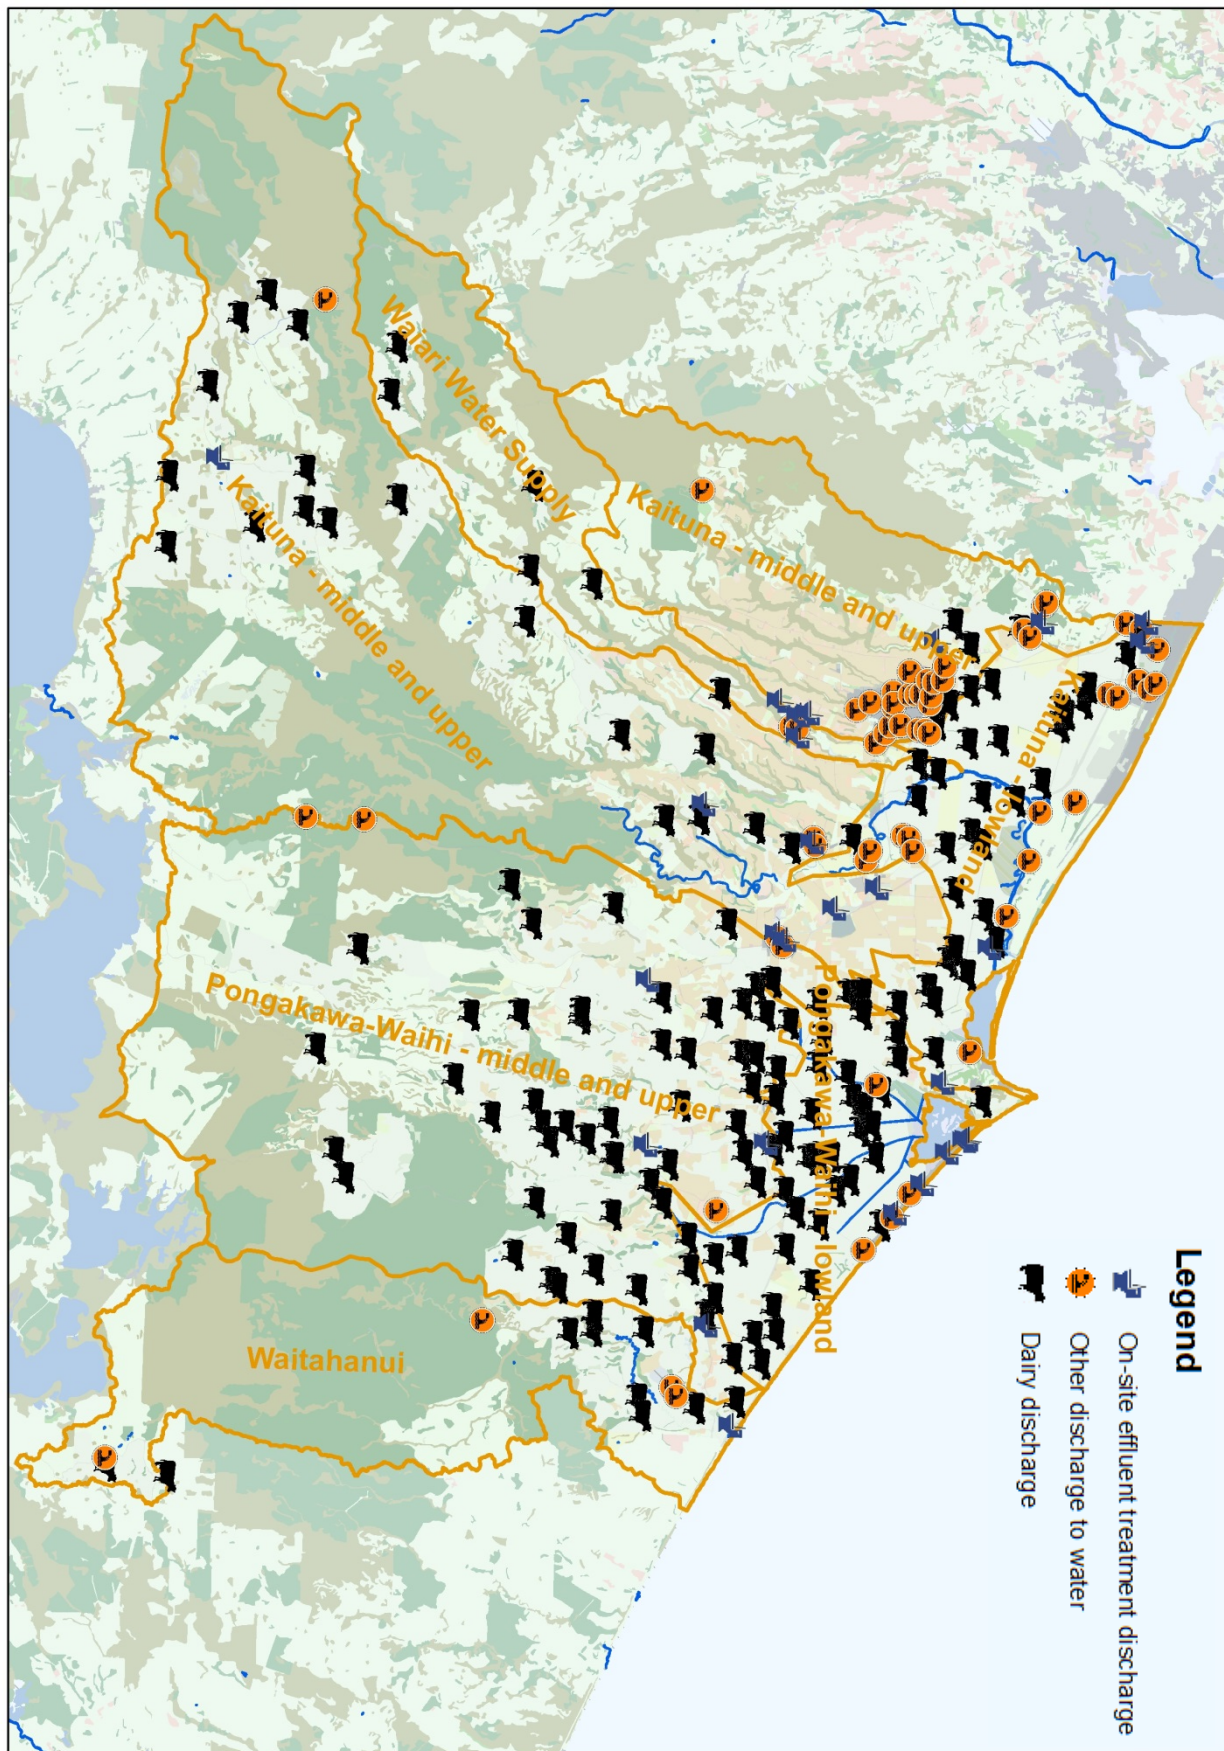 Legend
On-site effluent treatment discharge
Other discharge to water
Dairy discharge
Waiari Water Supply
Kaituna - middle and upper
Kaituna - middle and upper
Kaituna - lowland
Pongakawa-Waihi - middle and upper
Pongakawa-Waihi - lowland
Waitahanui